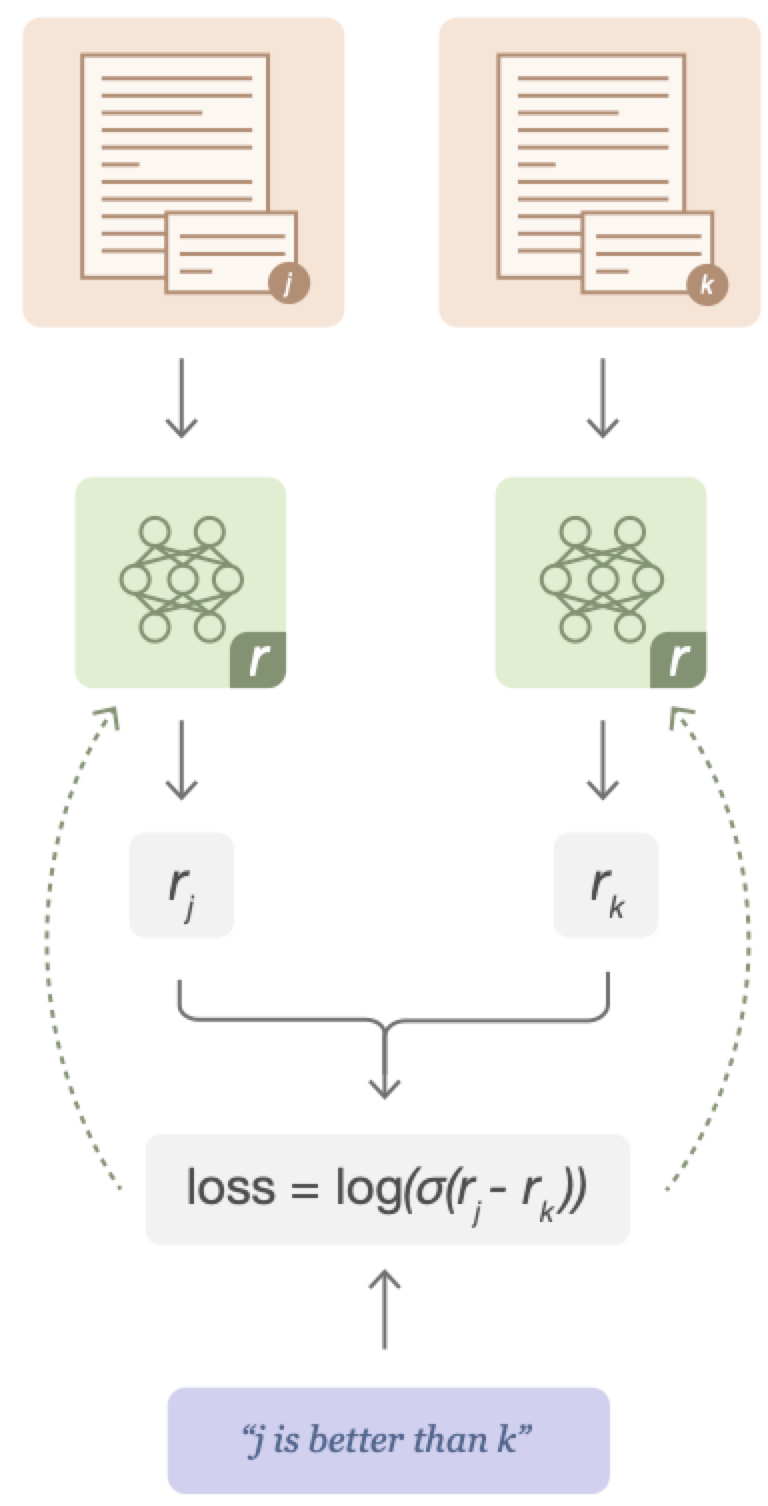 j
k
r
r
r_j
r_k
loss = log(σ(r_j - r_k))
“j is better than k”